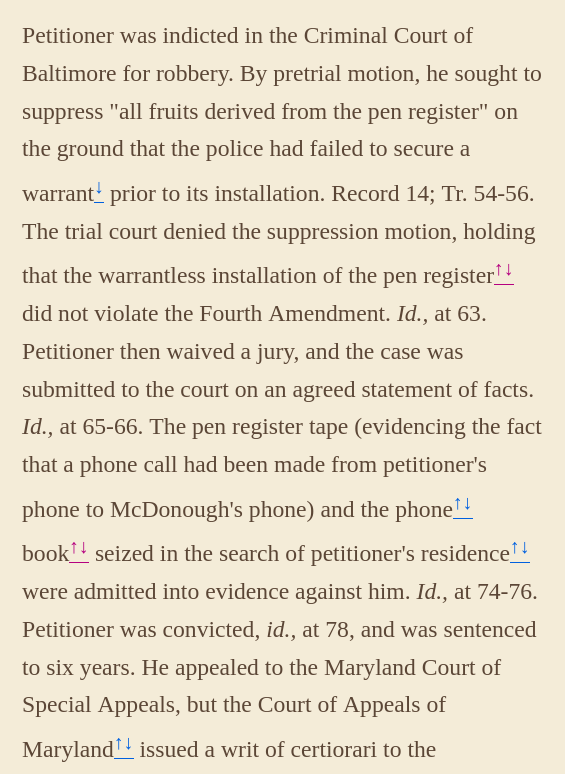 Petitioner was indicted in the Criminal Court of
Baltimore for robbery. By pretrial motion, he sought to
suppress "all fruits derived from the pen register" on
the ground that the police had failed to secure a
warrant↓ prior to its installation. Record 14; Tr. 54-56.
The trial court denied the suppression motion, holding
that the warrantless installation of the pen register↑↓
did not violate the Fourth Amendment. Id., at 63.
Petitioner then waived a jury, and the case was
submitted to the court on an agreed statement of facts.
Id., at 65-66. The pen register tape (evidencing the fact
that a phone call had been made from petitioner's
phone to McDonough's phone) and the phone↑↓
book↑↓ seized in the search of petitioner's residence↑↓
were admitted into evidence against him. Id., at 74-76.
Petitioner was convicted, id., at 78, and was sentenced
to six years. He appealed to the Maryland Court of
Special Appeals, but the Court of Appeals of
Maryland↑↓ issued a writ of certiorari to the